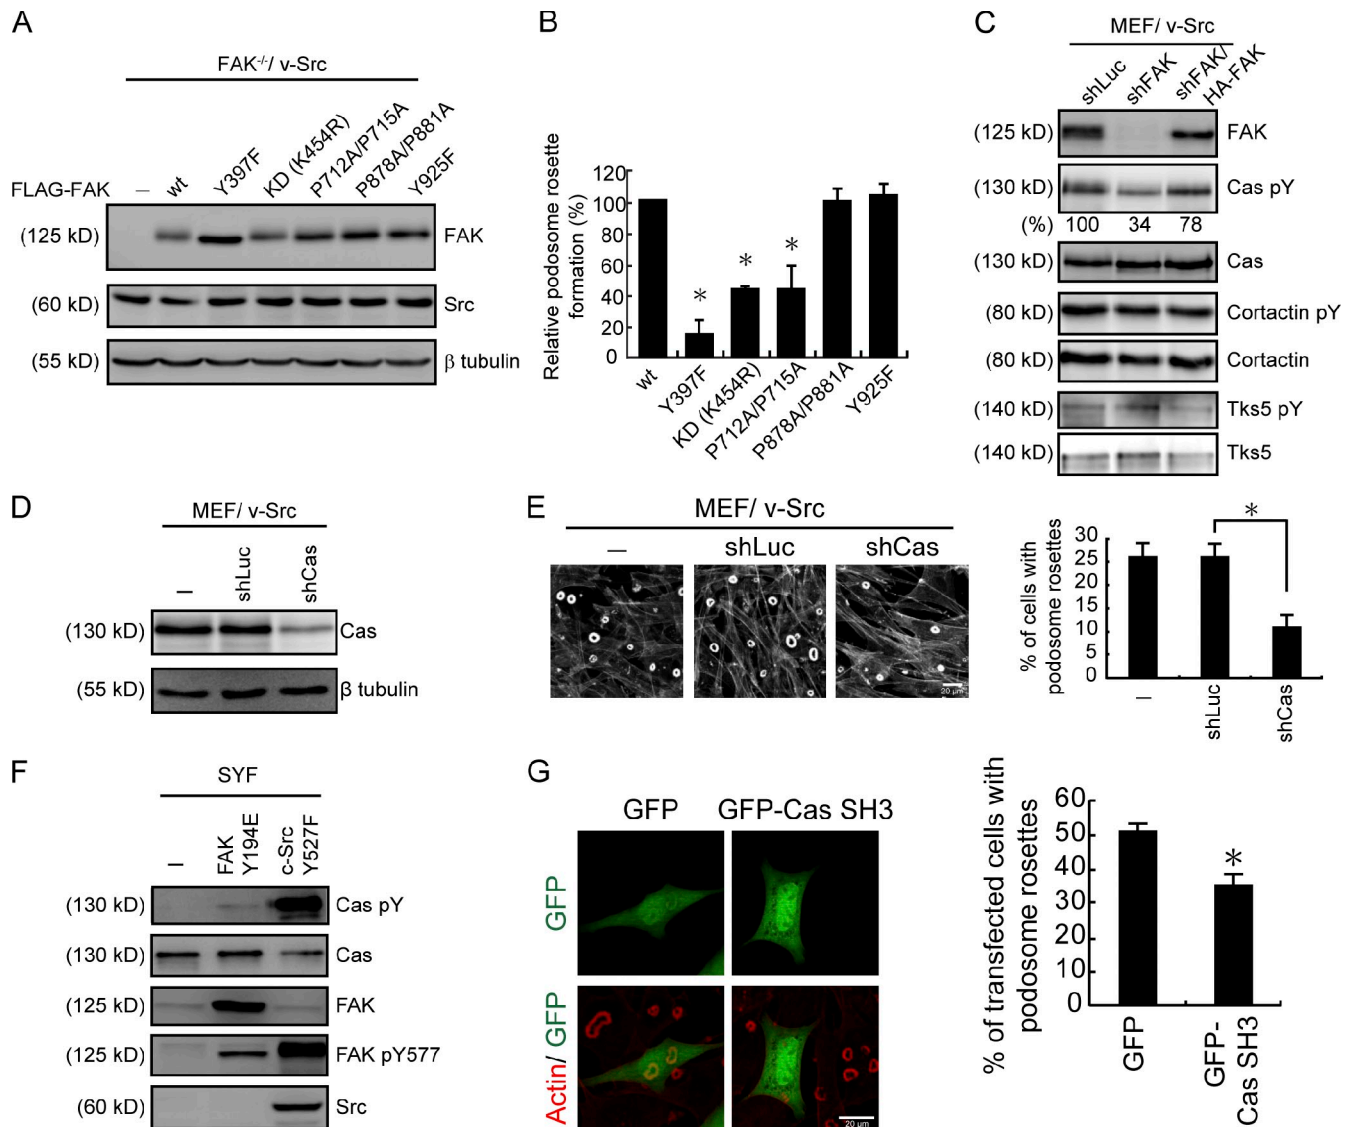 A
FAK-/-/ v-Src
FLAG-FAK
–
wt
Y397F
KD (K454R)
P712A/P715A
P878A/P881A
Y925F
(125 kD)
FAK
(60 kD)
Src
(55 kD)
β tubulin
B
Relative podosome rosette
formation (%)
120
100
80
60
40
20
0
*
*
*
wt
Y397F
KD (K454R)
P712A/P715A
P878A/P881A
Y925F
C
MEF/ v-Src
shLuc
shFAK
shFAK/
HA-FAK
(125 kD)
FAK
(130 kD)
Cas pY
(%) 100 34 78
(130 kD)
Cas
(80 kD)
Cortactin pY
(80 kD)
Cortactin
(140 kD)
Tks5 pY
(140 kD)
Tks5
D
MEF/ v-Src
–
shLuc
shCas
(130 kD)
Cas
(55 kD)
β tubulin
E
MEF/ v-Src
– shLuc shCas
20 μm
% of cells with
podosome rosettes
30
25
20
15
10
5
0
*
–
shLuc
shCas
F
SYF
–
FAK
Y194E
c-Src
Y527F
(130 kD)
Cas pY
(130 kD)
Cas
(125 kD)
FAK
(125 kD)
FAK pY577
(60 kD)
Src
G
GFP GFP-Cas SH3
GFP
Actin/ GFP
20 μm
% of transfected cells with
podosome rosettes
60
50
40
30
20
10
0
*
GFP
GFP-
Cas SH3